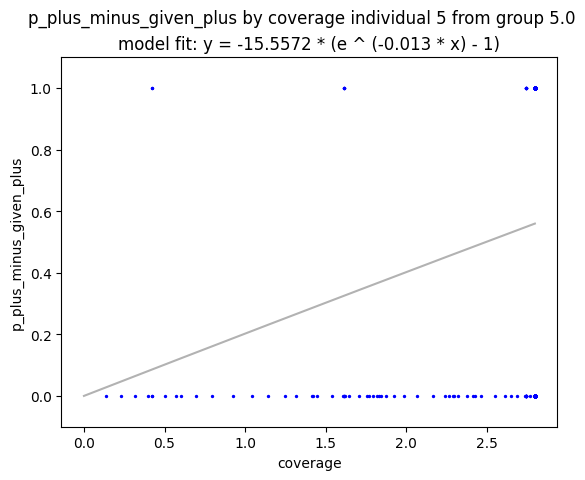 p_plus_minus_given_plus by coverage individual 5 from group 5.0
model fit: y = -15.5572 * (e ^ (-0.013 * x) - 1)
1.0
0.8
0.6
0.4
0.2
0.0
p_plus_minus_given_plus
0.0 0.5 1.0 1.5 2.0 2.5
coverage